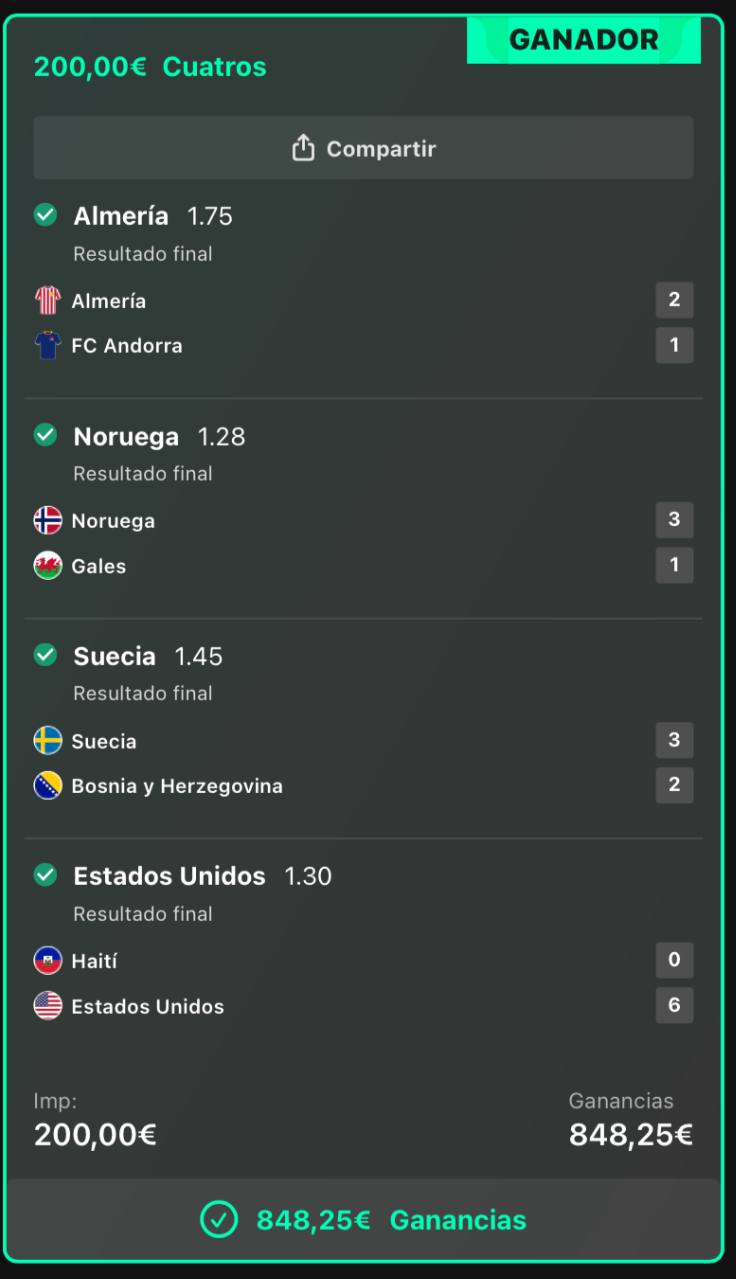 GANADOR
200,00€ Cuatros
Compartir
Almería 1.75
Resultado final
Almería 2
FC Andorra 1
Noruega 1.28
Resultado final
Noruega 3
Gales 1
Suecia 1.45
Resultado final
Suecia 3
Bosnia y Herzegovina 2
Estados Unidos 1.30
Resultado final
Haití 0
Estados Unidos 6
Imp: Ganancias
200,00€ 848,25€
848,25€ Ganancias